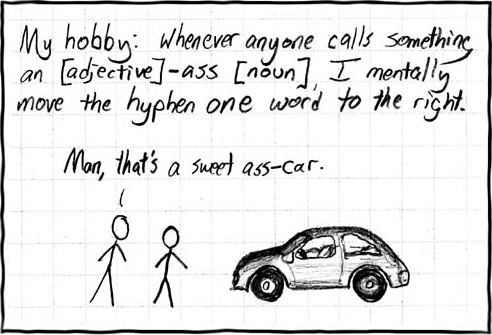 My hobby: Whenever anyone calls something
an [adjective]-ass [noun], I mentally
move the hyphen one word to the right.
Man, that's a sweet ass-car.